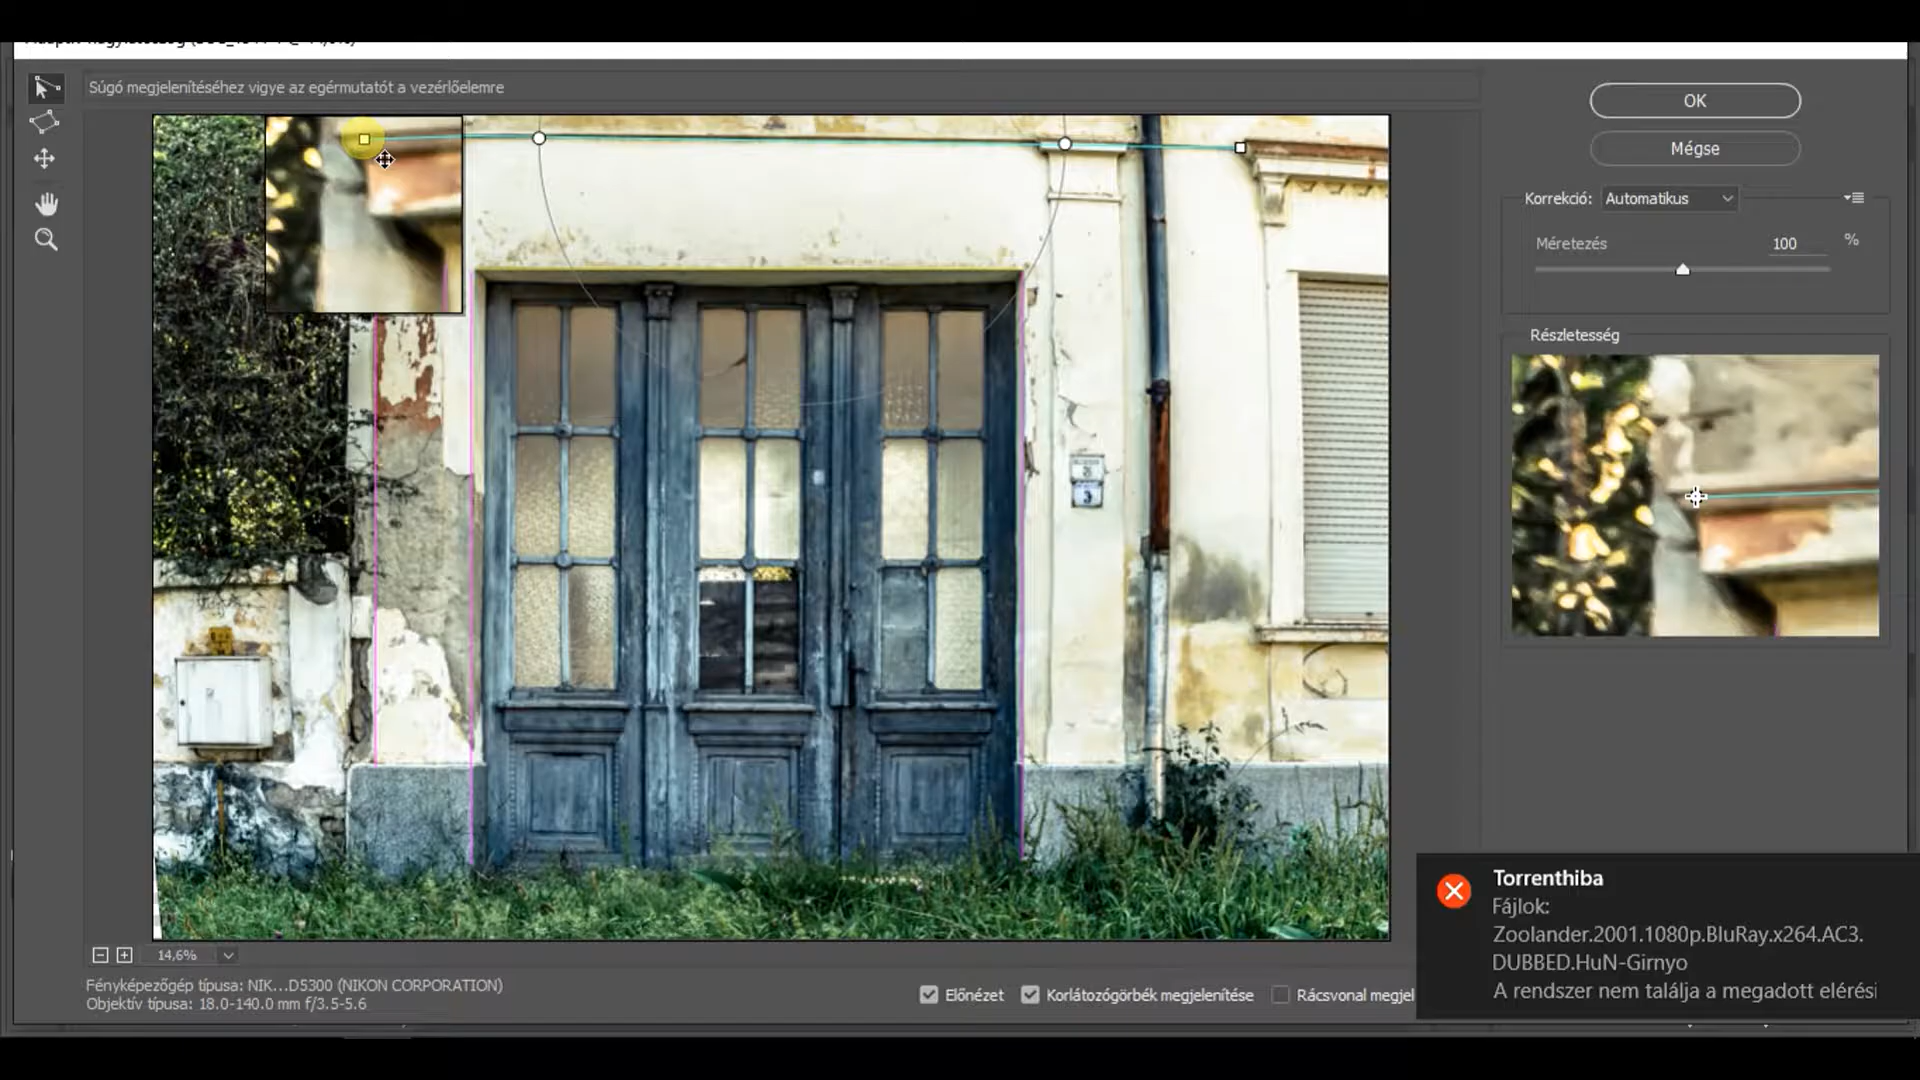 Súgó megjelenítéséhez vigye az egérmutatót a vezérlőelemre
OK
Mégse
Korrekció: Automatikus
Méretezés 100 %
Részletesség
3
14,6%
Fényképezőgép típusa: NIK...D5300 (NIKON CORPORATION)
Objektív típusa: 18.0-140.0 mm f/3.5-5.6
Előnézet
Korlátozógörbék megjelenítése
Rácsvonal megjel
Torrenthiba
Fájlok:
Zoolander.2001.1080p.BluRay.x264.AC3.
DUBBED.HuN-Girnyo
A rendszer nem találja a megadott elérési